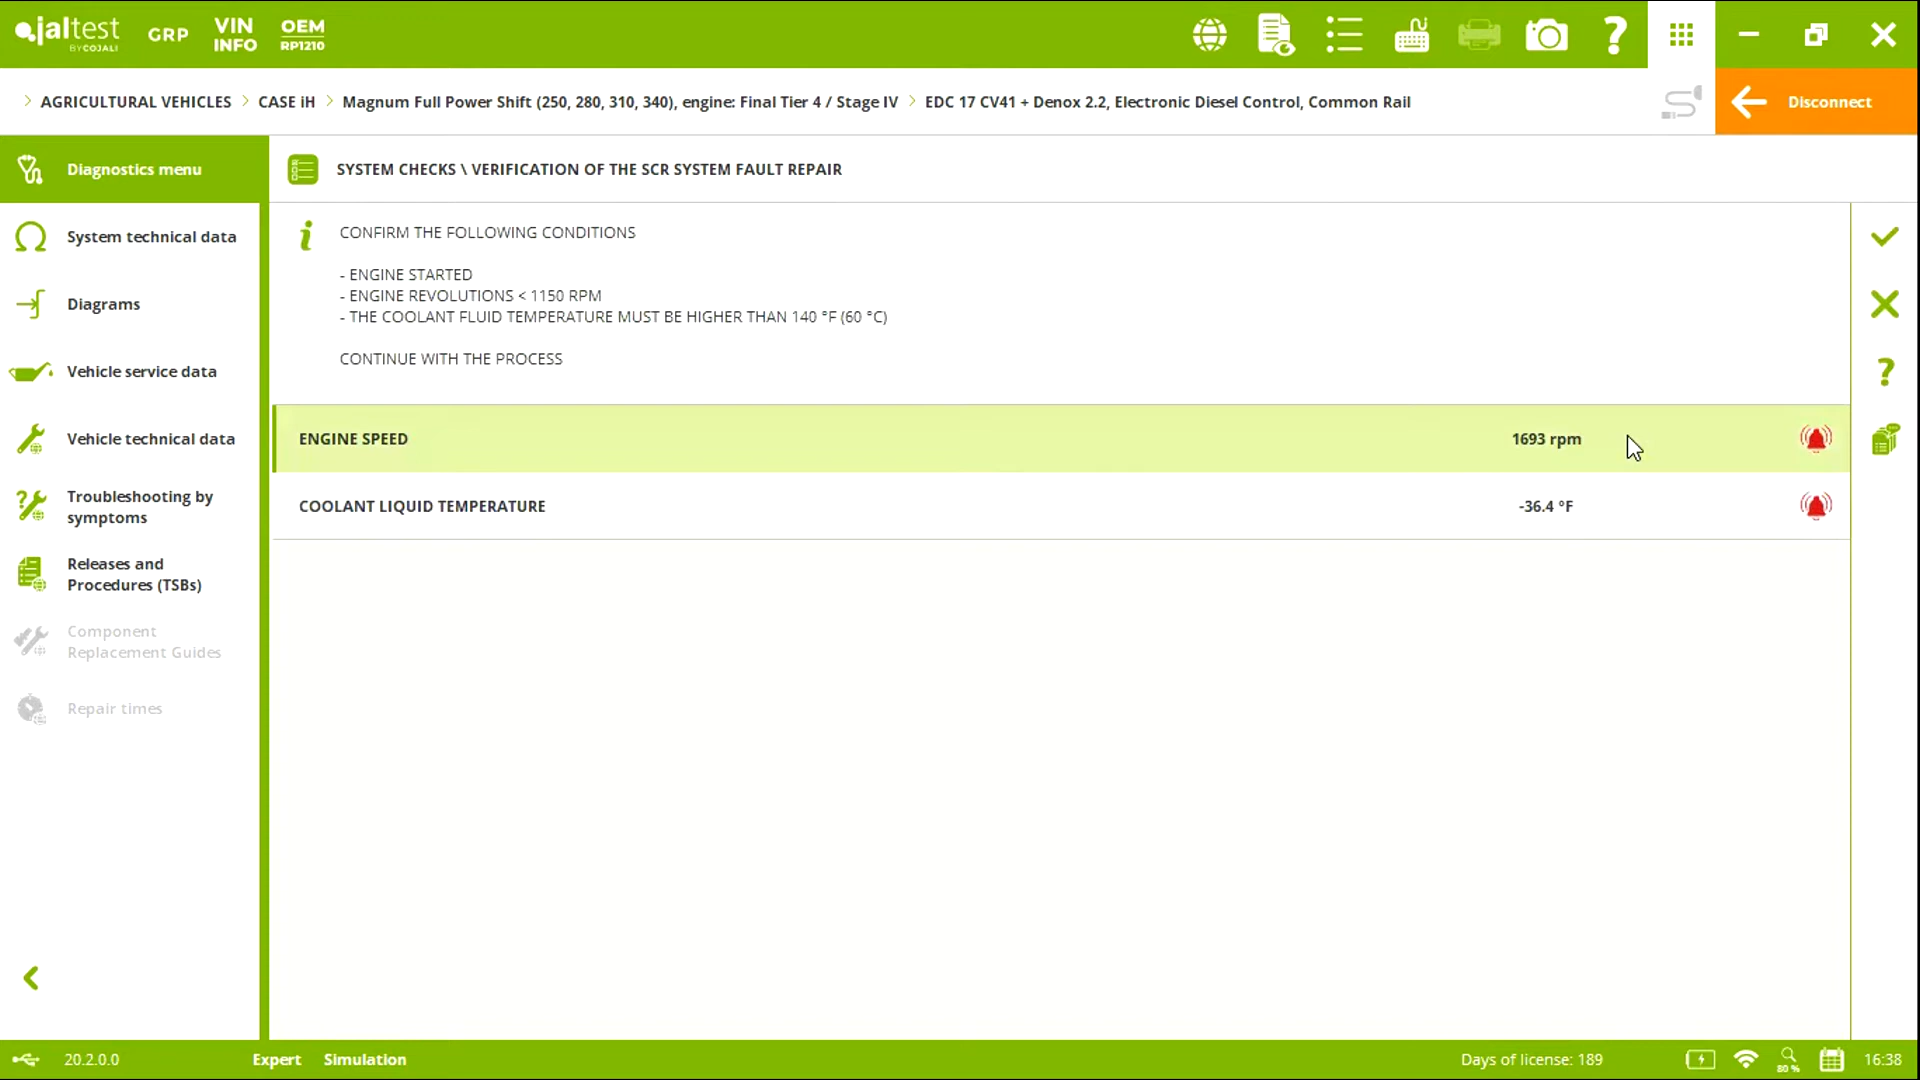 jaltest
BY COJALI
GRP
VIN
INFO
OEM
RP1210
AGRICULTURAL VEHICLES
CASE iH
Magnum Full Power Shift (250, 280, 310, 340), engine: Final Tier 4 / Stage IV
EDC 17 CV41 + Denox 2.2, Electronic Diesel Control, Common Rail
Disconnect
Diagnostics menu
System technical data
Diagrams
Vehicle service data
Vehicle technical data
Troubleshooting by
symptoms
Releases and
Procedures (TSBs)
Component
Replacement Guides
Repair times
SYSTEM CHECKS \ VERIFICATION OF THE SCR SYSTEM FAULT REPAIR
CONFIRM THE FOLLOWING CONDITIONS
- ENGINE STARTED
- ENGINE REVOLUTIONS < 1150 RPM
- THE COOLANT FLUID TEMPERATURE MUST BE HIGHER THAN 140 °F (60 °C)
CONTINUE WITH THE PROCESS
ENGINE SPEED 1693 rpm
COOLANT LIQUID TEMPERATURE -36.4 °F
20.2.0.0
Expert
Simulation
Days of license: 189
80 %
16:38